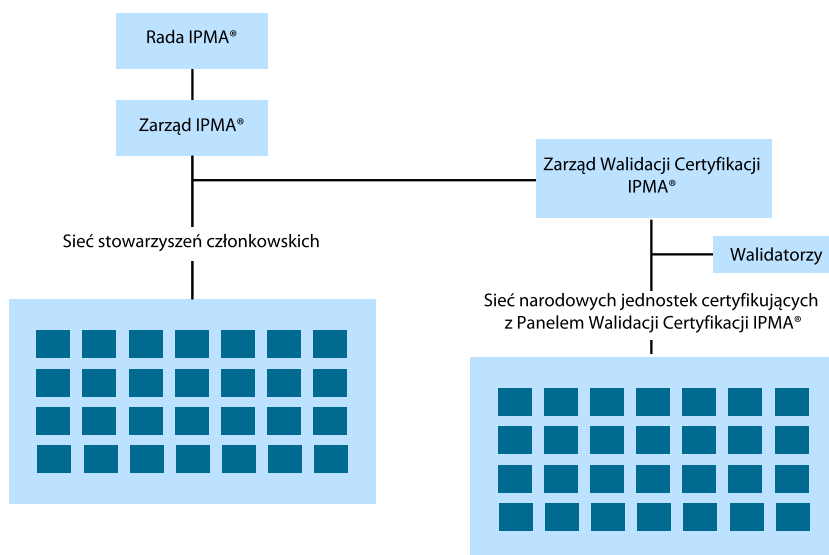 Rada IPMA®
Zarząd IPMA®
Zarząd Walidacji Certyfikacji
IPMA®
Sieć stowarzyszeń członkowskich
Walidatorzy
Sieć narodowych jednostek certyfikujących
z Panelem Walidacji Certyfikacji IPMA®